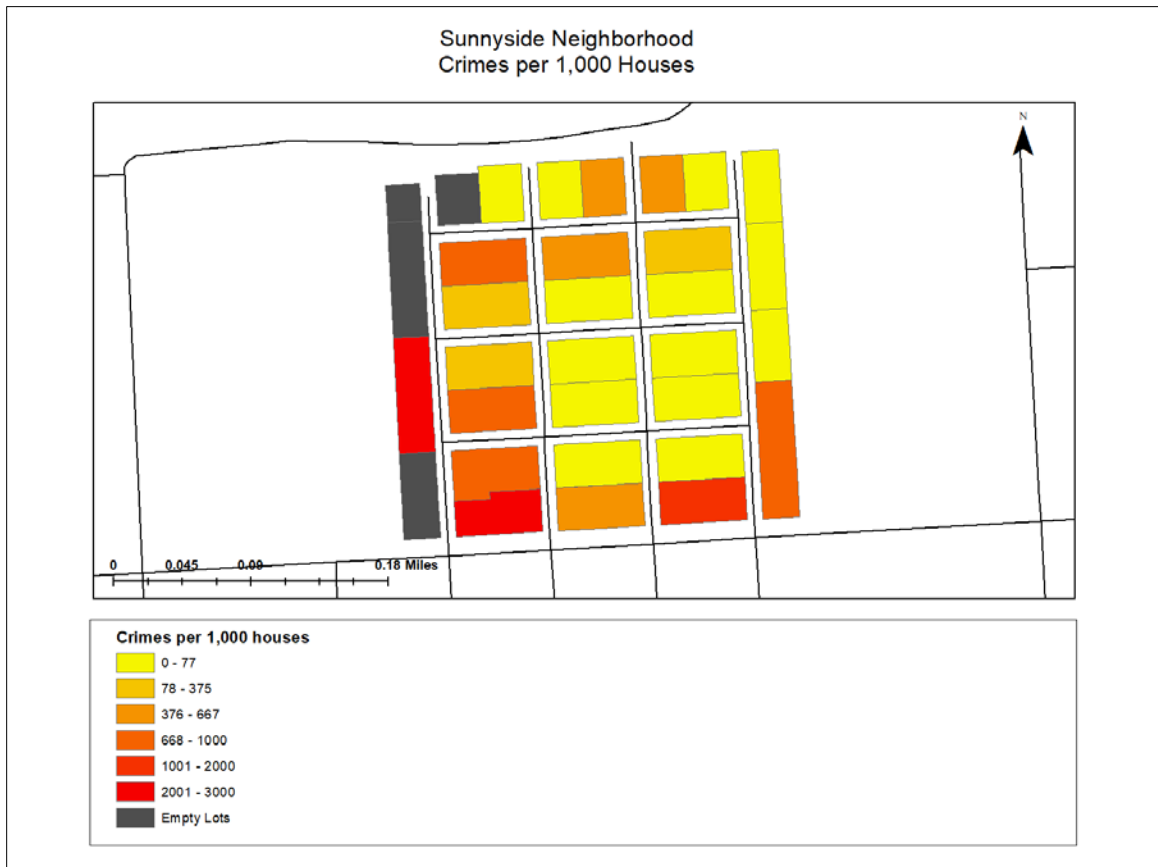 Sunnyside Neighborhood
Crimes per 1,000 Houses
N
0 0.045 0.09 0.18 Miles
Crimes per 1,000 houses
0 - 77
78 - 375
376 - 667
668 - 1000
1001 - 2000
2001 - 3000
Empty Lots